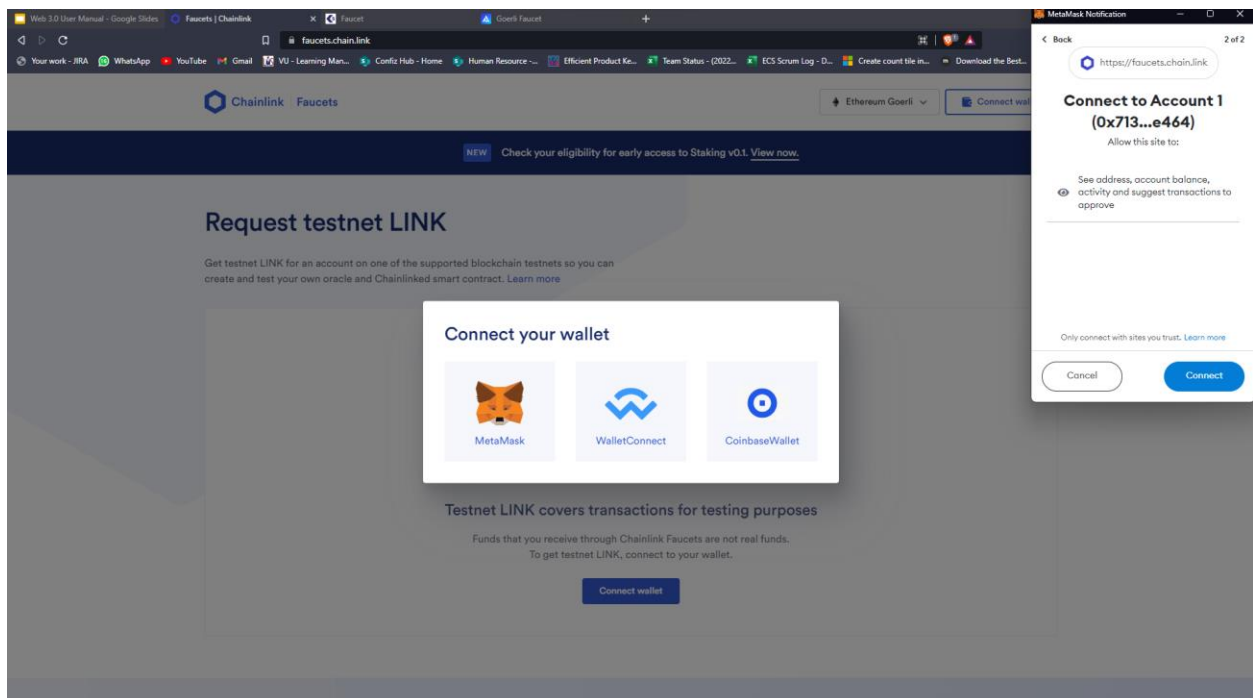 Web 3.0 User Manual - Google Slides
Faucets | Chainlink
Faucet
Goerli Faucet
MetaMask Notification
faucets.chain.link
Your work - JIRA
WhatsApp
YouTube
Gmail
VU - Learning Man...
Confiz Hub - Home
Human Resource -...
Efficient Product Ke...
Team Status - (2022...
ECS Scrum Log - D...
Create count tile in...
Download the Best...
Chainlink Faucets
Ethereum Goerli
Connect wal
NEW Check your eligibility for early access to Staking v0.1. View now.
Request testnet LINK
Get testnet LINK for an account on one of the supported blockchain testnets so you can
create and test your own oracle and Chainlinked smart contract. Learn more
Connect your wallet
MetaMask
WalletConnect
CoinbaseWallet
Testnet LINK covers transactions for testing purposes
Funds that you receive through Chainlink Faucets are not real funds.
To get testnet LINK, connect to your wallet.
Connect wallet
< Back
2 of 2
https://faucets.chain.link
Connect to Account 1
(0x713...e464)
Allow this site to:
See address, account balance,
activity and suggest transactions to
approve
Only connect with sites you trust. Learn more
Cancel
Connect